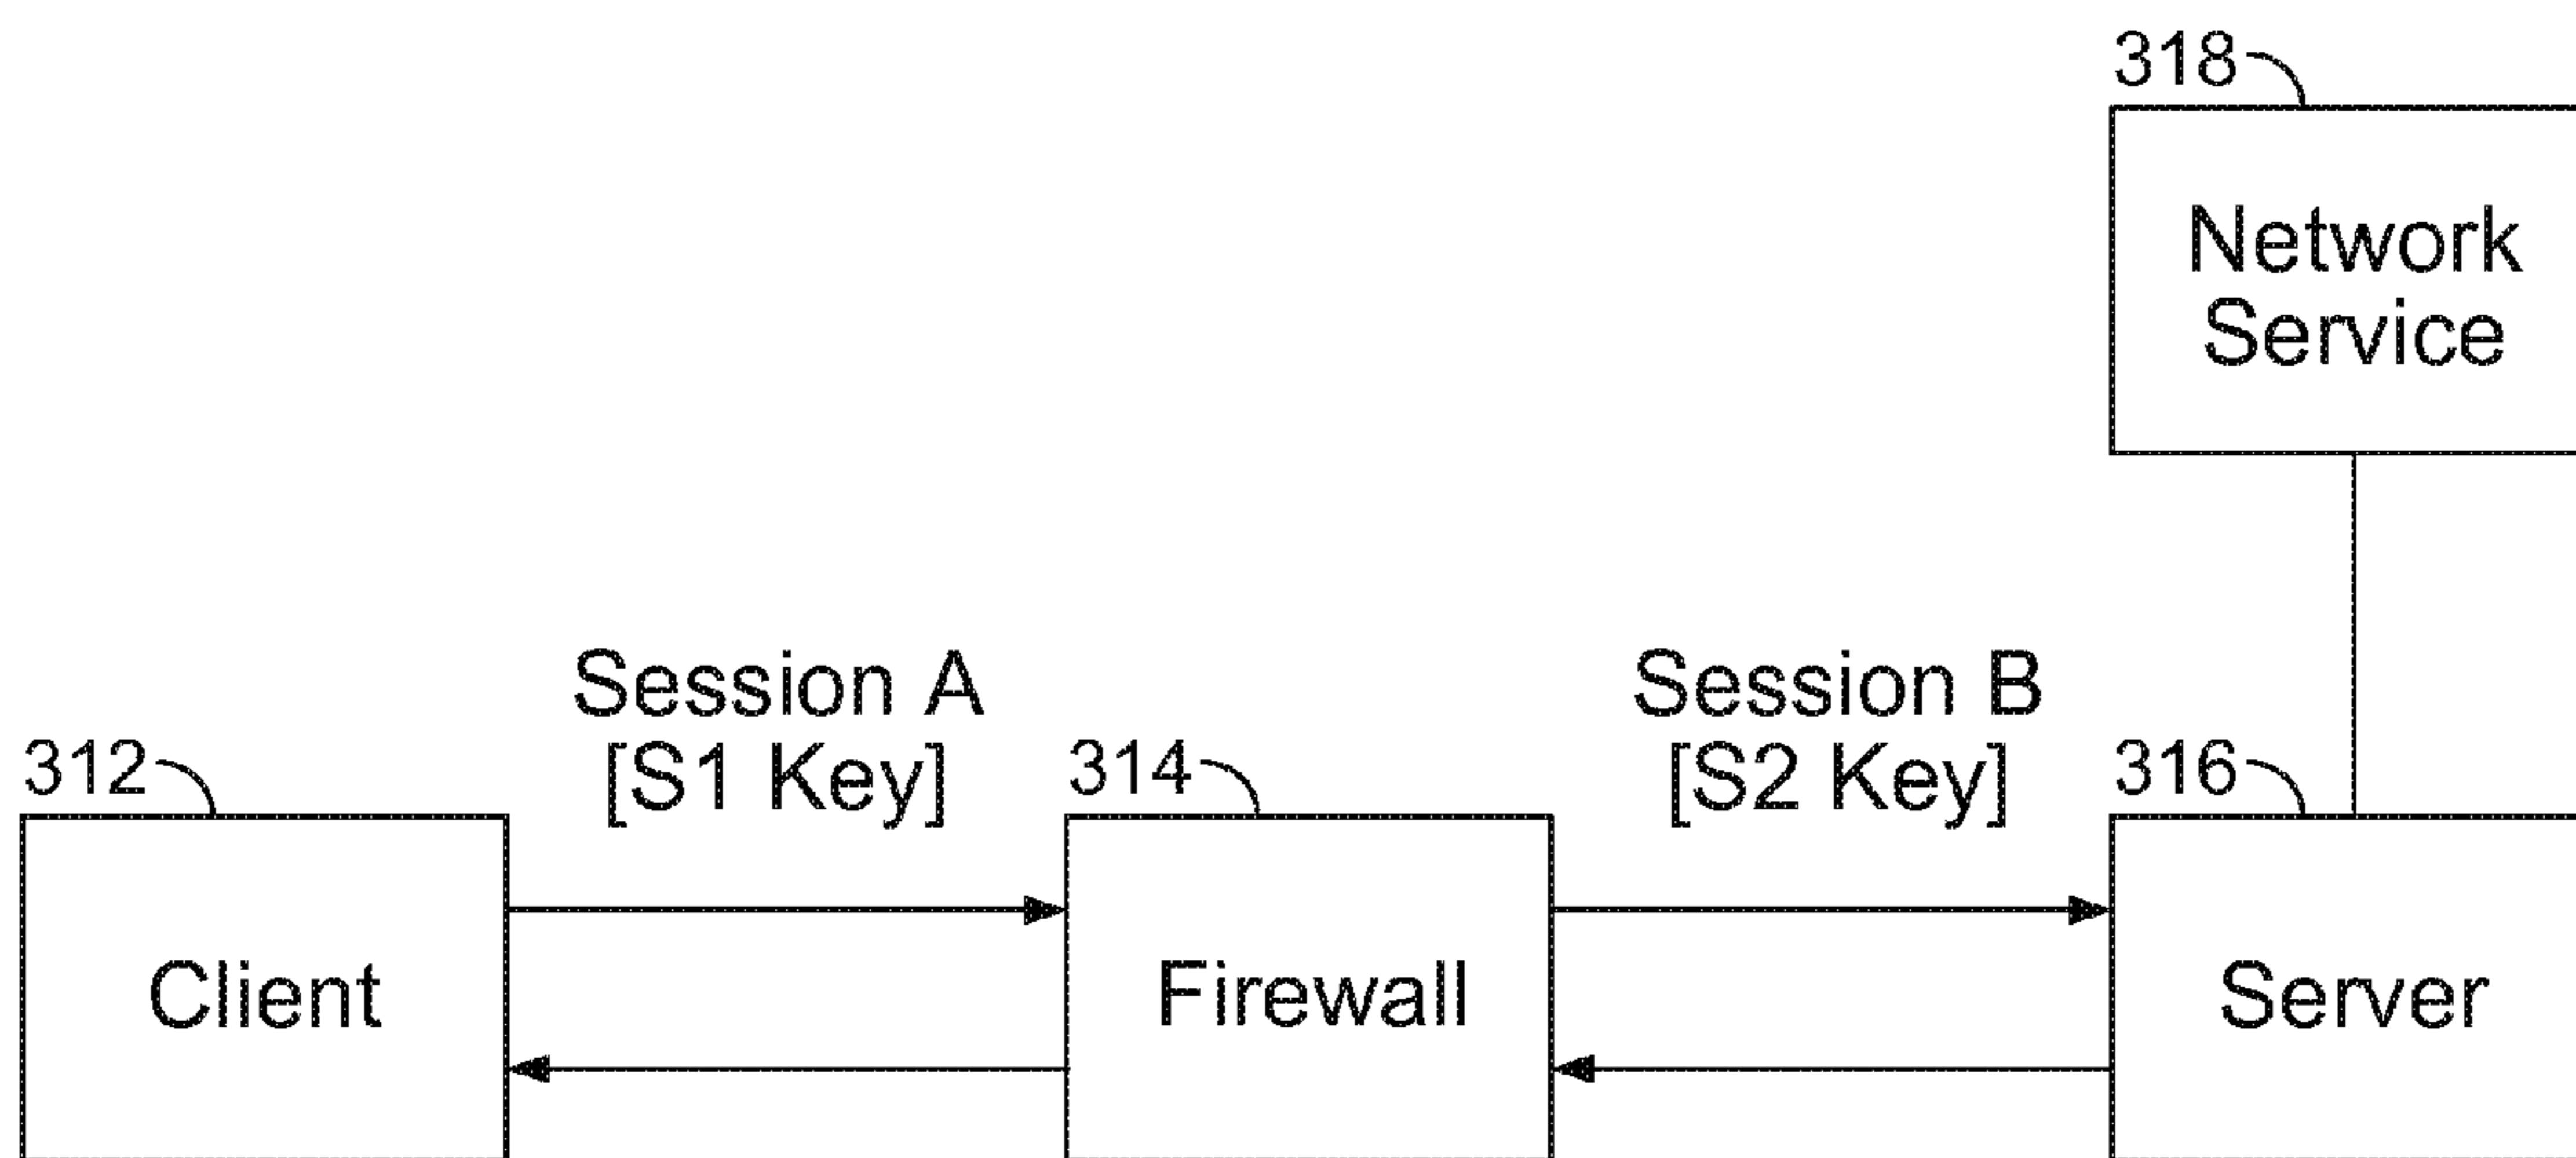 318
Network
Service
Session A
[S1 Key]
Session B
[S2 Key]
312
314
316
Client
Firewall
Server